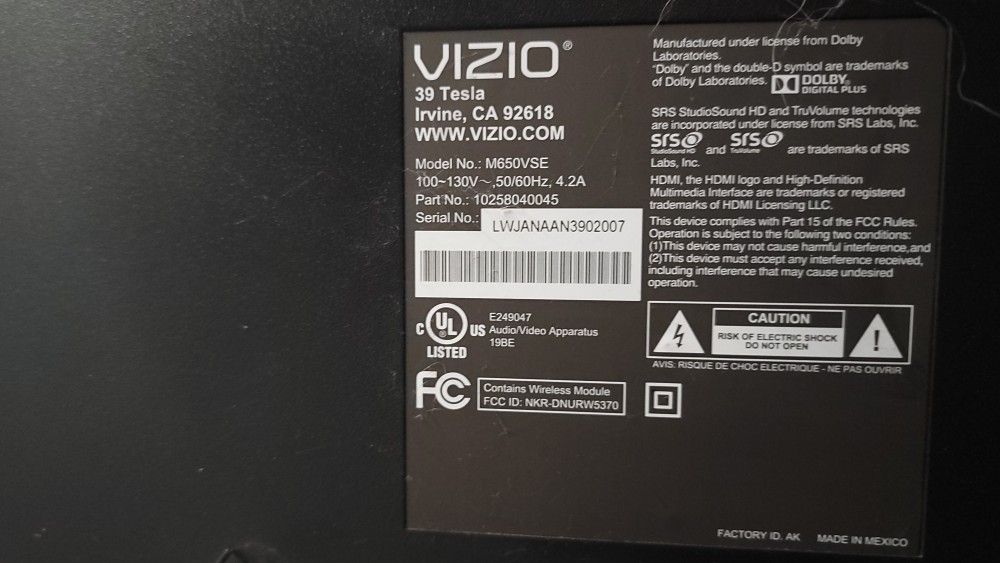 VIZIO®
39 Tesla
Irvine, CA 92618
WWW.VIZIO.COM
Model No.: M650VSE
100~130V～,50/60Hz, 4.2A
Part No.: 10258040045
Serial No.: LWJANAAN3902007
C UL ® US
LISTED
E249047
Audio/Video Apparatus
19BE
FC
Contains Wireless Module
FCC ID: NKR-DNURW5370
Manufactured under license from Dolby
Laboratories.
"Dolby" and the double-D symbol are trademarks
of Dolby Laboratories. DOLBY®
DIGITAL PLUS
SRS StudioSound HD and TruVolume technologies
are incorporated under license from SRS Labs, Inc.
SRS StudioSound HD and SRS TruVolume are trademarks of SRS
Labs, Inc.
HDMI, the HDMI logo and High-Definition
Multimedia Interface are trademarks or registered
trademarks of HDMI Licensing LLC.
This device complies with Part 15 of the FCC Rules.
Operation is subject to the following two conditions:
(1)This device may not cause harmful interference,and
(2)This device must accept any interference received,
including interference that may cause undesired
operation.
CAUTION
RISK OF ELECTRIC SHOCK
DO NOT OPEN
!
AVIS: RISQUE DE CHOC ELECTRIQUE - NE PAS OUVRIR
FACTORY ID. AK MADE IN MEXICO